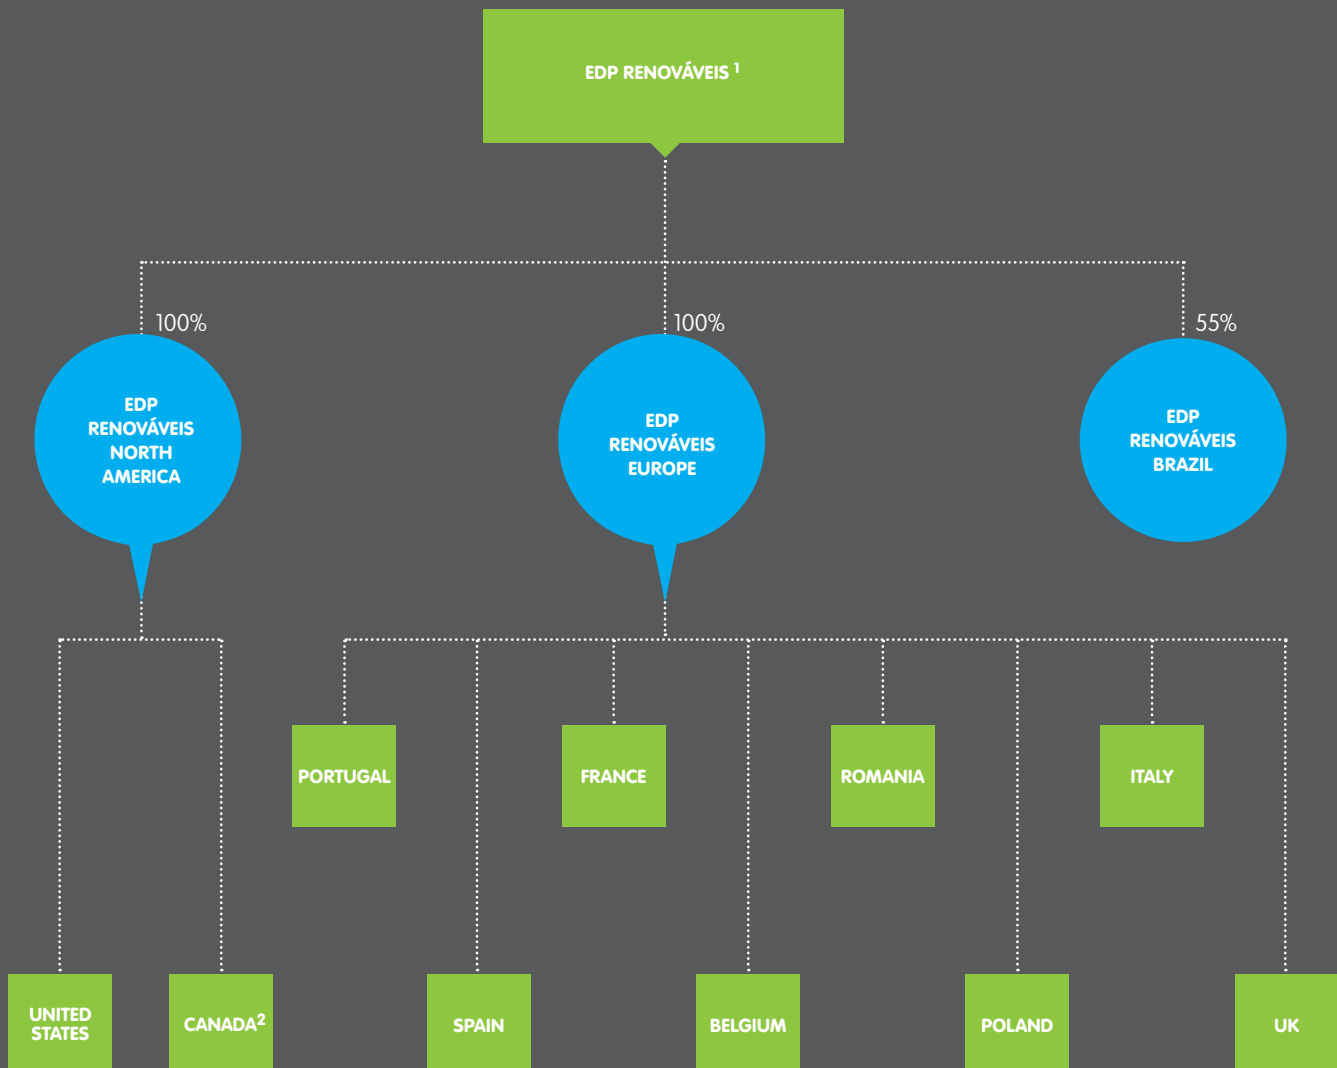 EDP RENOVÁVEIS 1
100%
100%
55%
EDP
RENOVÁVEIS
NORTH
AMERICA
EDP
RENOVÁVEIS
EUROPE
EDP
RENOVÁVEIS
BRAZIL
PORTUGAL
FRANCE
ROMANIA
ITALY
UNITED
STATES
CANADA2
SPAIN
BELGIUM
POLAND
UK